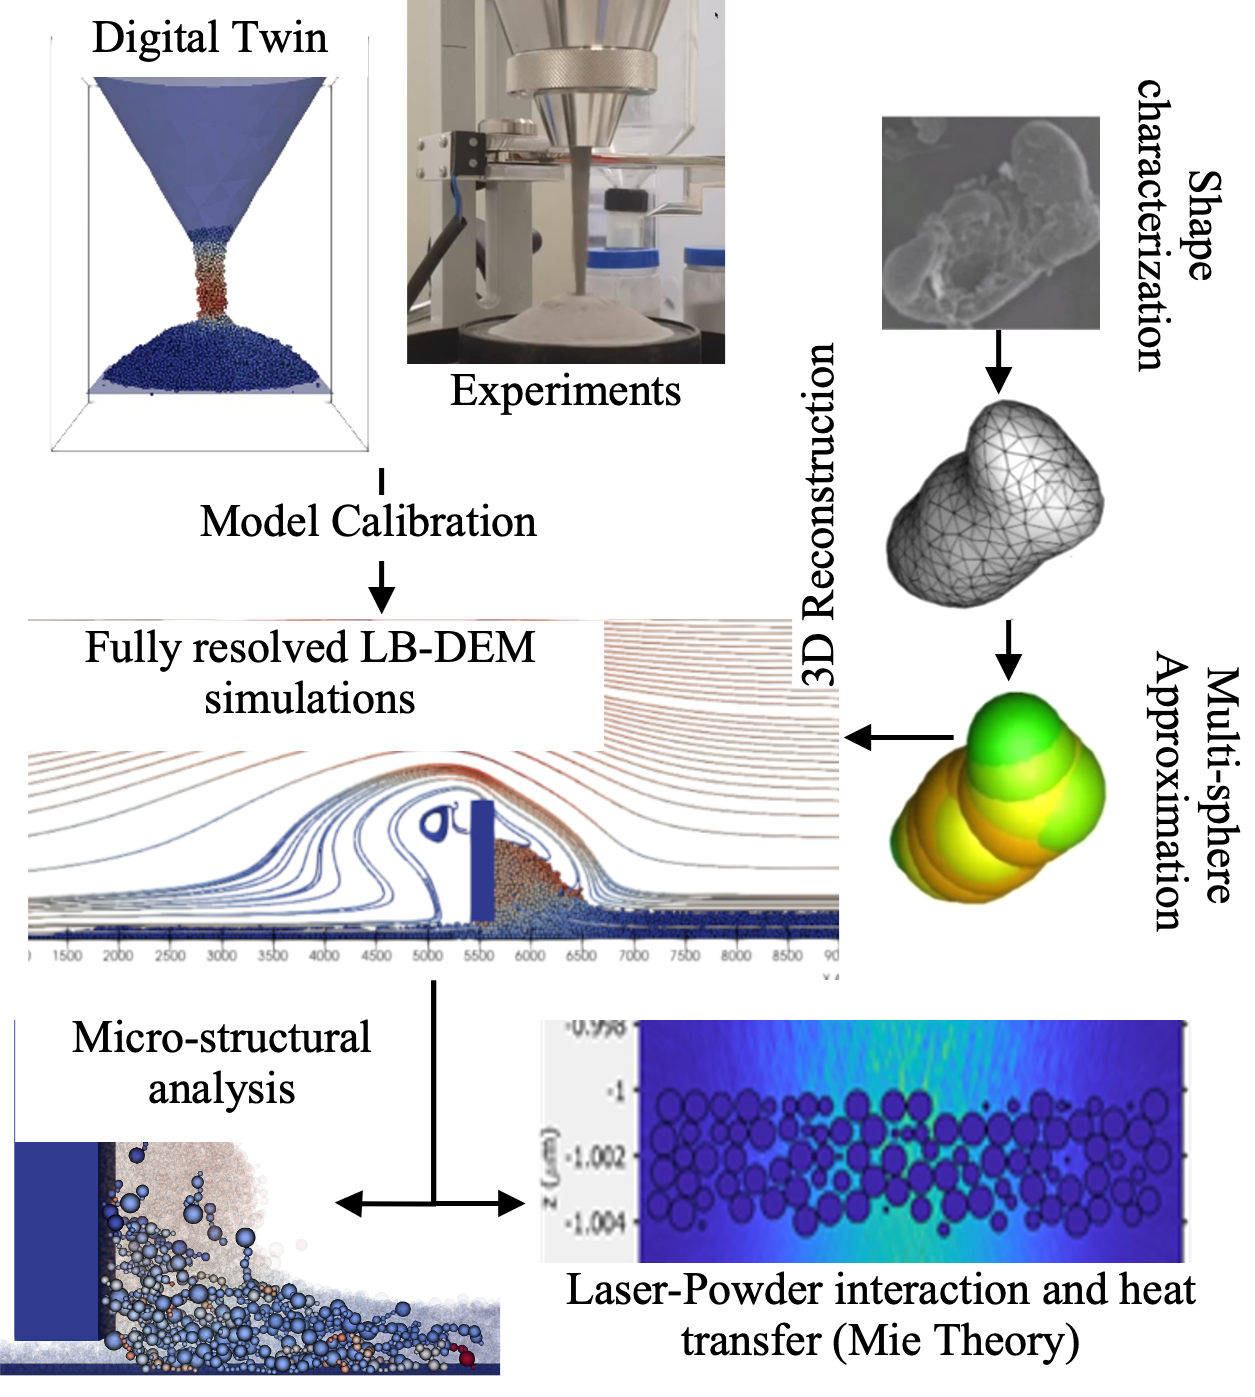 Digital Twin
Experiments
Shape
characterization
Model Calibration
3D Reconstruction
Fully resolved LB-DEM
simulations
Multi-sphere
Approximation
1500 2000 2500 3000 3500 4000 4500 5000 5500 6000 6500 7000 7500 8000 8500 90
Micro-structural
analysis
-0.998
-1
-1.002
-1.004
z (μm)
Laser-Powder interaction and heat
transfer (Mie Theory)